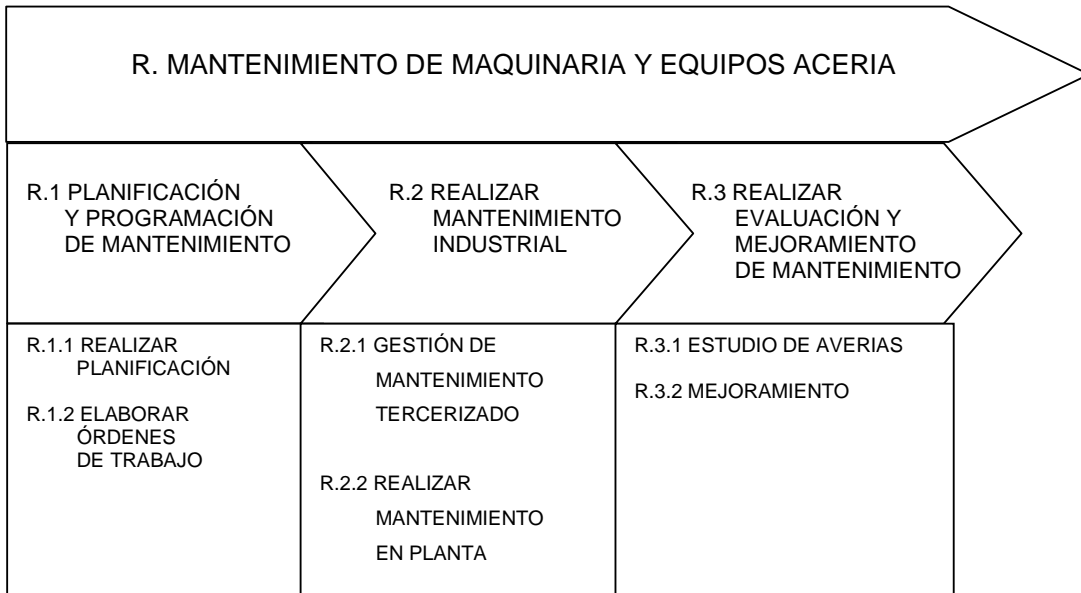 R. MANTENIMIENTO DE MAQUINARIA Y EQUIPOS ACERIA
R.1 PLANIFICACIÓN
Y PROGRAMACIÓN
DE MANTENIMIENTO
R.2 REALIZAR
MANTENIMIENTO
INDUSTRIAL
R.3 REALIZAR
EVALUACIÓN Y
MEJORAMIENTO
DE MANTENIMIENTO
R.1.1 REALIZAR
PLANIFICACIÓN
R.1.2 ELABORAR
ÓRDENES
DE TRABAJO
R.2.1 GESTIÓN DE
MANTENIMIENTO
TERCERIZADO
R.2.2 REALIZAR
MANTENIMIENTO
EN PLANTA
R.3.1 ESTUDIO DE AVERIAS
R.3.2 MEJORAMIENTO